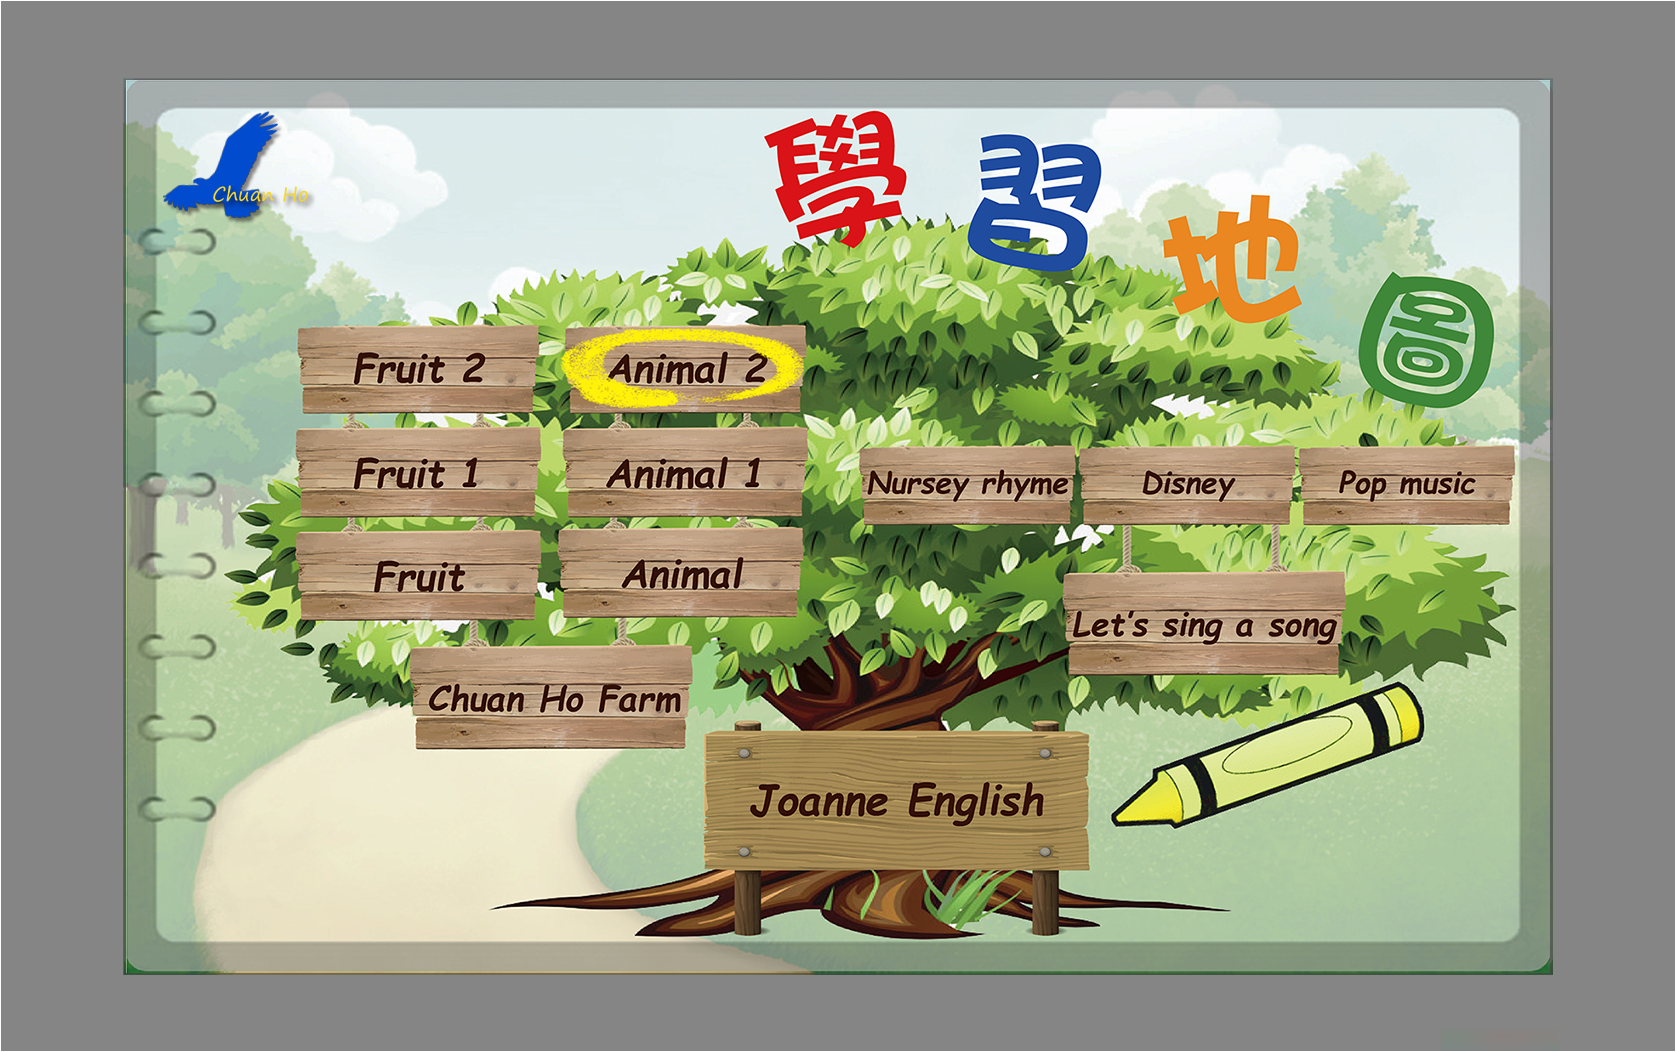 Chuan Ho
學習地圖
Fruit 2
Animal 2
Fruit 1
Animal 1
Nursey rhyme
Disney
Pop music
Fruit
Animal
Let's sing a song
Chuan Ho Farm
Joanne English